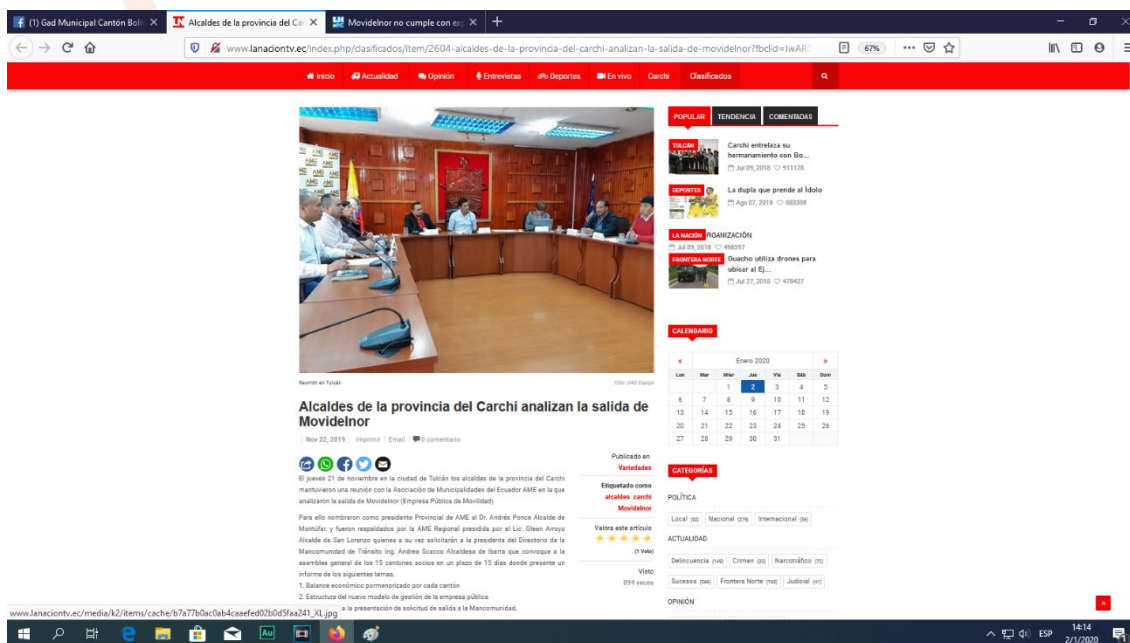 (1) Gad Municipal Cantón Boliv
Alcaldes de la provincia del Car
Movidelnor no cumple con exp
www.lanaciontv.ec/index.php/clasificados/item/2604-alcaldes-de-la-provincia-del-carchi-analizan-la-salida-de-movidelnor?fbclid=IwAR
67%
Inicio Actualidad Opinión Entrevistas Deportes En vivo Carchi Clasificados
POPULAR TENDENCIA COMENTADAS
TULCÁN
Carchi entrelaza su
hermanamiento con Bo...
Jul 09, 2018 911178
DEPORTES
La dupla que prende al Ídolo
Ago 07, 2018 683308
LA NACIÓN RGANIZACIÓN
Jul 09, 2018 498397
FRONTERA NORTE
Guacho utiliza drones para
ubicar al Ej...
Jul 27, 2018 478427
CALENDARIO
« Enero 2020 »
Lun Mar Mier Jue Vie Sáb Dom
1 2 3 4 5
6 7 8 9 10 11 12
13 14 15 16 17 18 19
20 21 22 23 24 25 26
27 28 29 30 31
AME
Reunión en Tulcán
Foto: GAD Espejo
Alcaldes de la provincia del Carchi analizan la salida de
Movidelnor
Nov 22, 2019 Imprimir Email 0 comentario
El jueves 21 de noviembre en la ciudad de Tulcán los alcaldes de la provincia del Carchi
mantuvieron una reunión con la Asociación de Municipalidades del Ecuador AME en la que
analizaron la salida de Movidelnor (Empresa Pública de Movilidad)
Para ello nombraron como presidente Provincial de AME al Dr. Andrés Ponce Alcalde de
Montúfar, y fueron respaldados por la AME Regional presidida por el Lic. Gleen Arroyo
Alcalde de San Lorenzo quienes a su vez solicitarán a la presidenta del Directorio de la
Mancomunidad de Tránsito Ing. Andrea Scacco Alcaldesa de Ibarra que convoque a la
asamblea general de los 15 cantones socios en un plazo de 15 días donde presente un
informe de los siguientes temas.
1. Balance económico pormenorizado por cada cantón
2. Estructura del nuevo modelo de gestión de la empresa pública
e la presentación de solicitud de salida a la Mancomunidad.
Publicado en
Variedades
Etiquetado como
alcaldes carchi
Movidelnor
Valora este artículo
(1 Voto)
Visto
894 veces
CATEGORÍAS
POLÍTICA
Local Nacional Internacional
ACTUALIDAD
Delincuencia Crimen Narcotráfico
Sucesos Frontera Norte Judicial
OPINIÓN
www.lanaciontv.ec/media/k2/items/cache/b7a77b0ac0ab4caaefed02b0d5faa241_XL.jpg
Au
ESP
14:14
2/1/2020